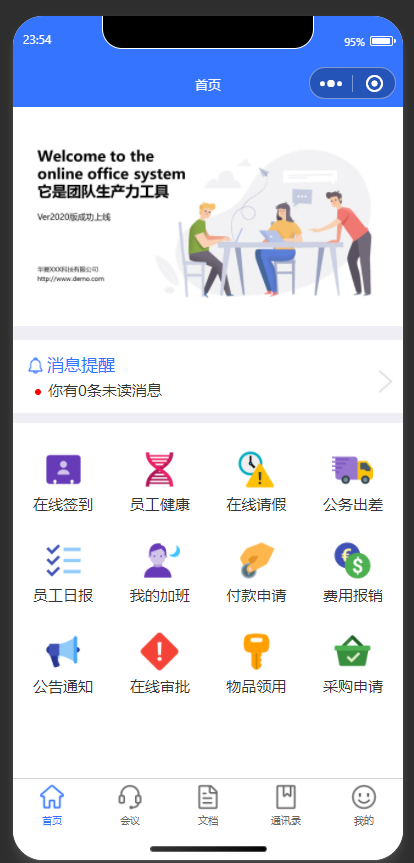 23:54
95%
首页
Welcome to the
online office system
它是团队生产力工具
Ver2020版成功上线
华雅XXX科技有限公司
http://www.demo.com
消息提醒
你有0条未读消息
在线签到 员工健康 在线请假 公务出差
员工日报 我的加班 付款申请 费用报销
公告通知 在线审批 物品领用 采购申请
首页 会议 文档 通讯录 我的